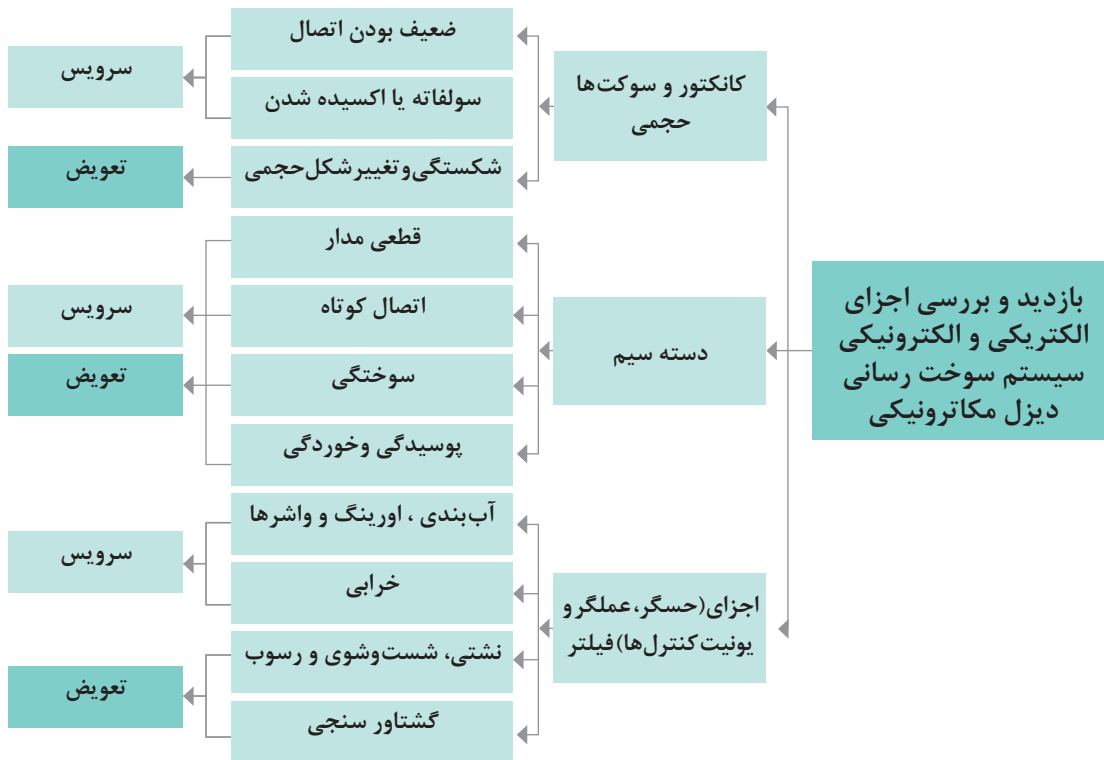 بازدید و بررسی اجزای
الکتریکی و الکترونیکی
سیستم سوخت رسانی
دیزل مکاترونیکی
کانکتور و سوکت‌ها
حجمی
ضعیف بودن اتصال
سولفاته یا اکسیده شدن
سرویس
شکستگی و تغییر شکل حجمی
تعویض
دسته سیم
قطعی مدار
اتصال کوتاه
سوختگی
پوسیدگی وخوردگی
سرویس
تعویض
اجزای (حسگر، عملگر و
یونیت کنترل‌ها) فیلتر
آب‌بندی ، اورینگ و واشرها
خرابی
سرویس
نشتی، شست‌وشوی و رسوب
گشتاور سنجی
تعویض